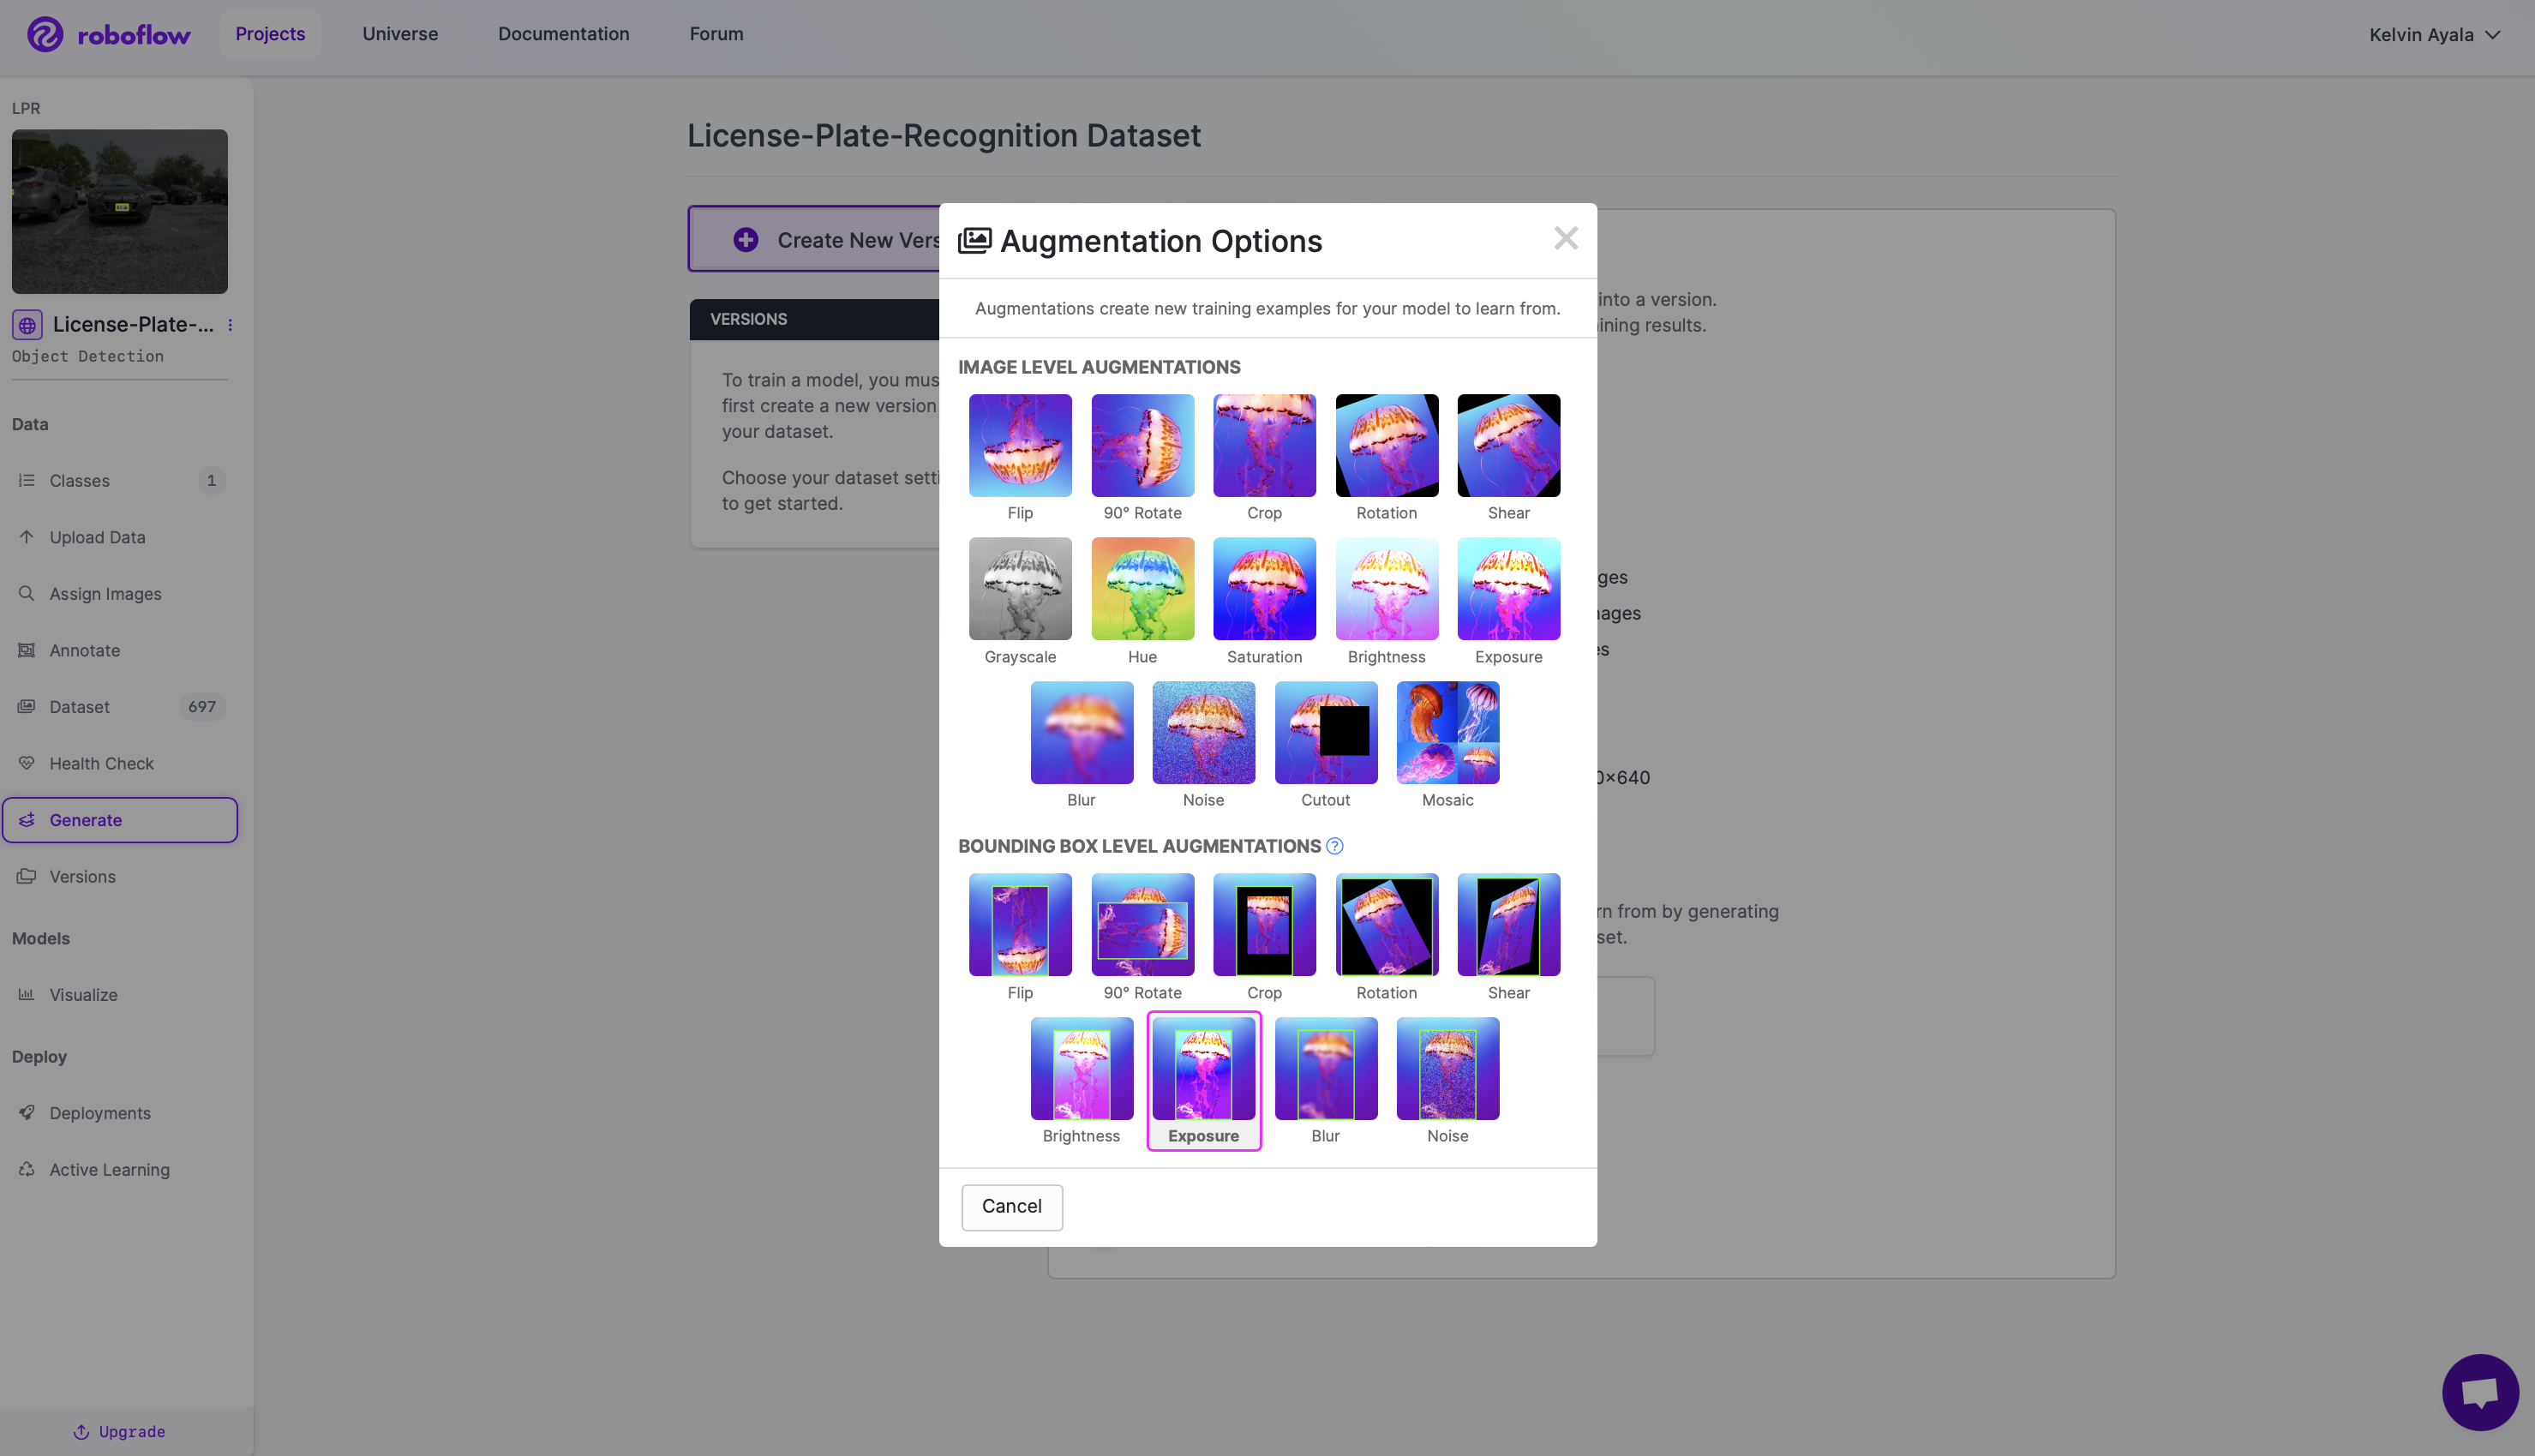 roboflow
Projects
Universe
Documentation
Forum
Kelvin Ayala
LPR
License-Plate-...
Object Detection
Data
Classes
1
Upload Data
Assign Images
Annotate
Dataset
697
Health Check
Generate
Versions
Models
Visualize
Deploy
Deployments
Active Learning
Upgrade
License-Plate-Recognition Dataset
Create New Vers
VERSIONS
To train a model, you mus
first create a new version
your dataset.
Choose your dataset setti
to get started.
into a version.
ining results.
ges
ages
es
0×640
rn from by generating
set.
Augmentation Options
Augmentations create new training examples for your model to learn from.
IMAGE LEVEL AUGMENTATIONS
Flip
90° Rotate
Crop
Rotation
Shear
Grayscale
Hue
Saturation
Brightness
Exposure
Blur
Noise
Cutout
Mosaic
BOUNDING BOX LEVEL AUGMENTATIONS ?
Flip
90° Rotate
Crop
Rotation
Shear
Brightness
Exposure
Blur
Noise
Cancel